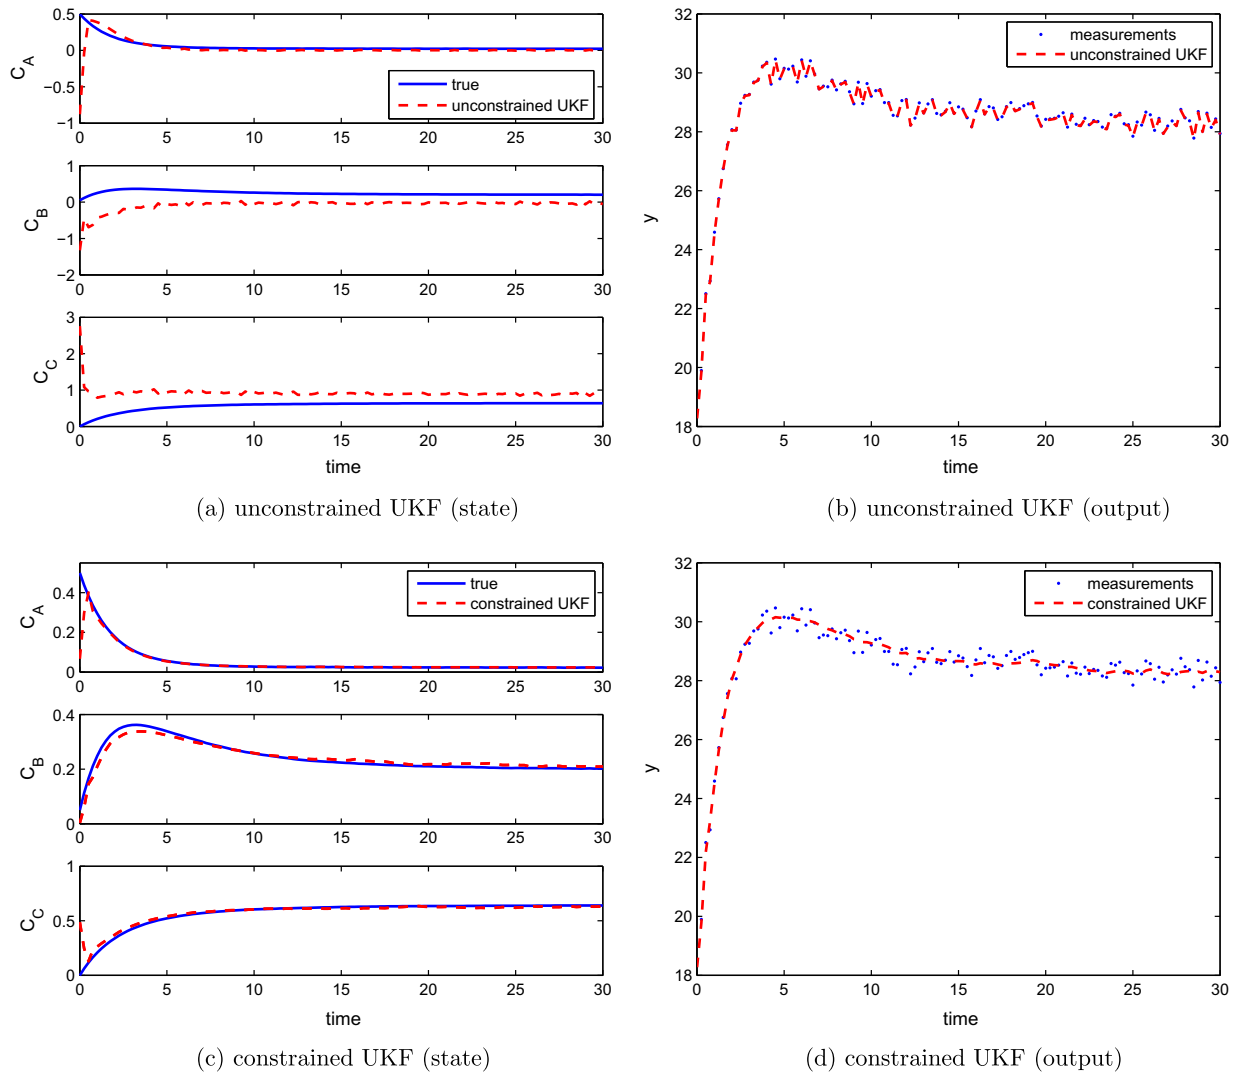 0.5
0
−0.5
−1
C_A
true
unconstrained UKF
0 5 10 15 20 25 30
1
0
−1
−2
C_B
0 5 10 15 20 25 30
3
2
1
0
C_C
0 5 10 15 20 25 30
time
(a) unconstrained UKF (state)
32
30
28
26
24
22
20
18
y
measurements
unconstrained UKF
0 5 10 15 20 25 30
time
(b) unconstrained UKF (output)
0.4
0.2
0
C_A
true
constrained UKF
0 5 10 15 20 25 30
0.4
0.2
0
C_B
0 5 10 15 20 25 30
1
0.5
0
C_C
0 5 10 15 20 25 30
time
(c) constrained UKF (state)
32
30
28
26
24
22
20
18
y
measurements
constrained UKF
0 5 10 15 20 25 30
time
(d) constrained UKF (output)